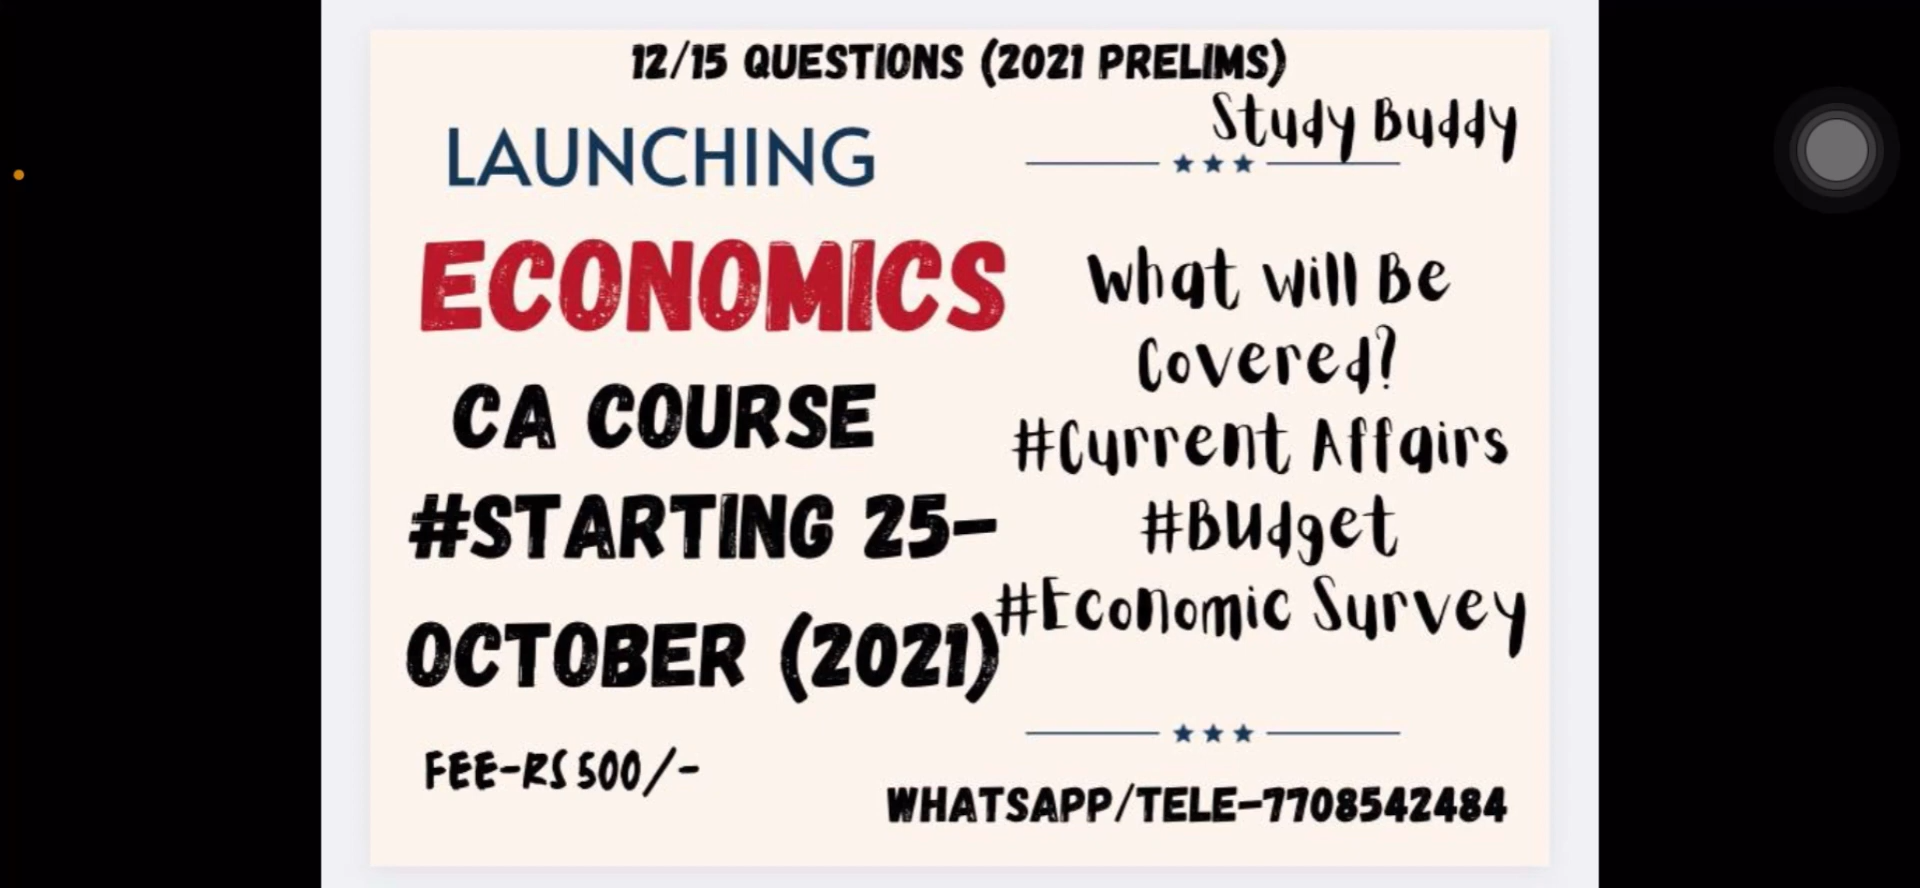 12/15 QUESTIONS (2021 PRELIMS)
Study Buddy
LAUNCHING
ECONOMICS
CA COURSE
#STARTING 25-
OCTOBER (2021)
FEE-RS 500/-
What will Be
Covered?
#Current Affairs
#BUdget
#Economic Survey
WHATSAPP/TELE-7708542484